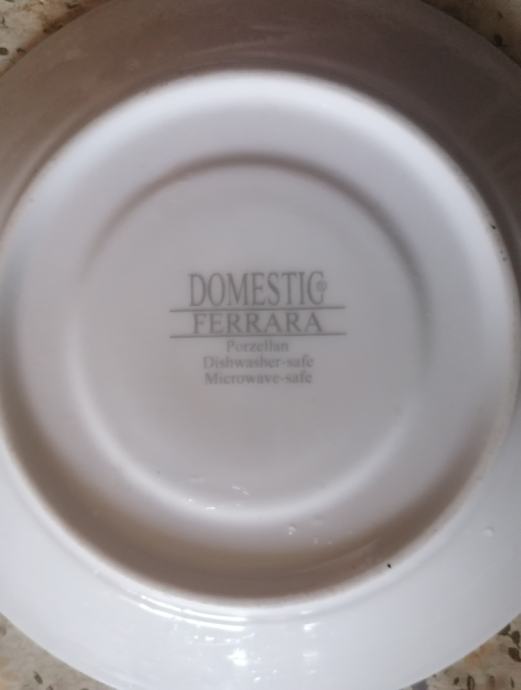 DOMESTIC®
FERRARA
Porzellan
Dishwasher-safe
Microwave-safe